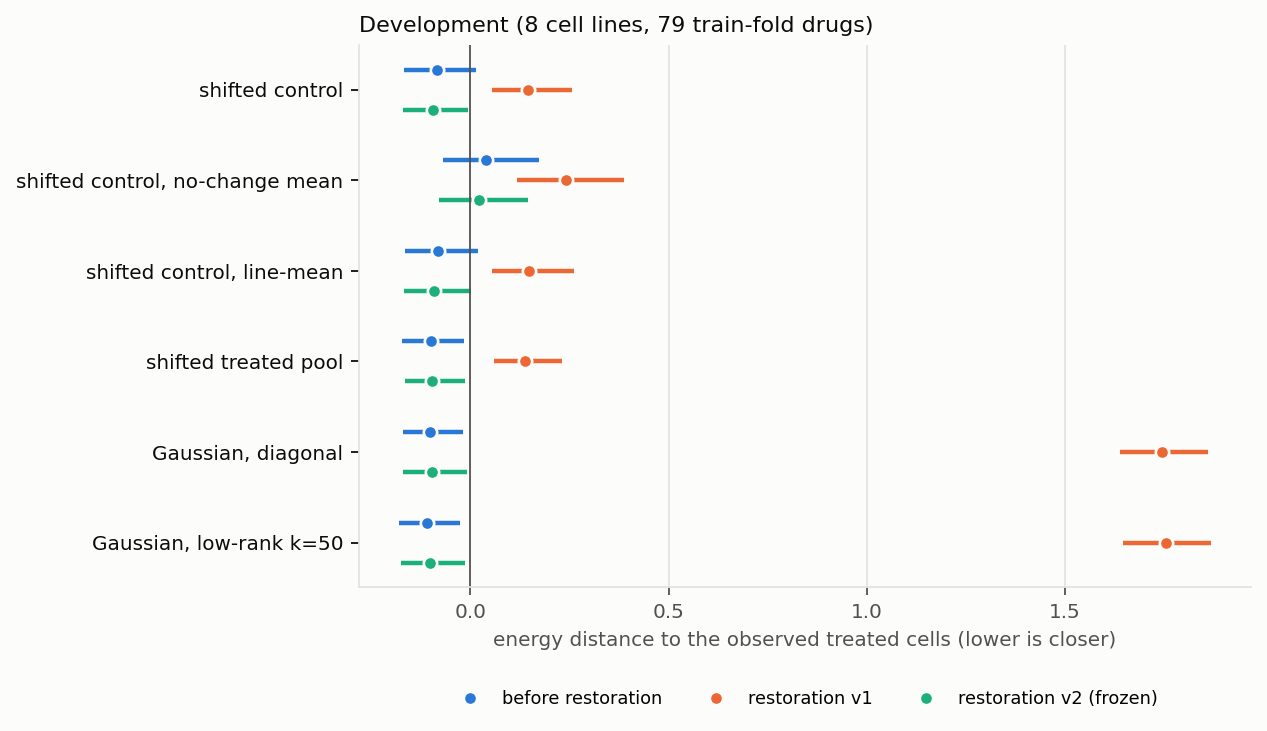 Development (8 cell lines, 79 train-fold drugs)
shifted control
shifted control, no-change mean
shifted control, line-mean
shifted treated pool
Gaussian, diagonal
Gaussian, low-rank k=50
0.0 0.5 1.0 1.5
energy distance to the observed treated cells (lower is closer)
before restoration restoration v1 restoration v2 (frozen)